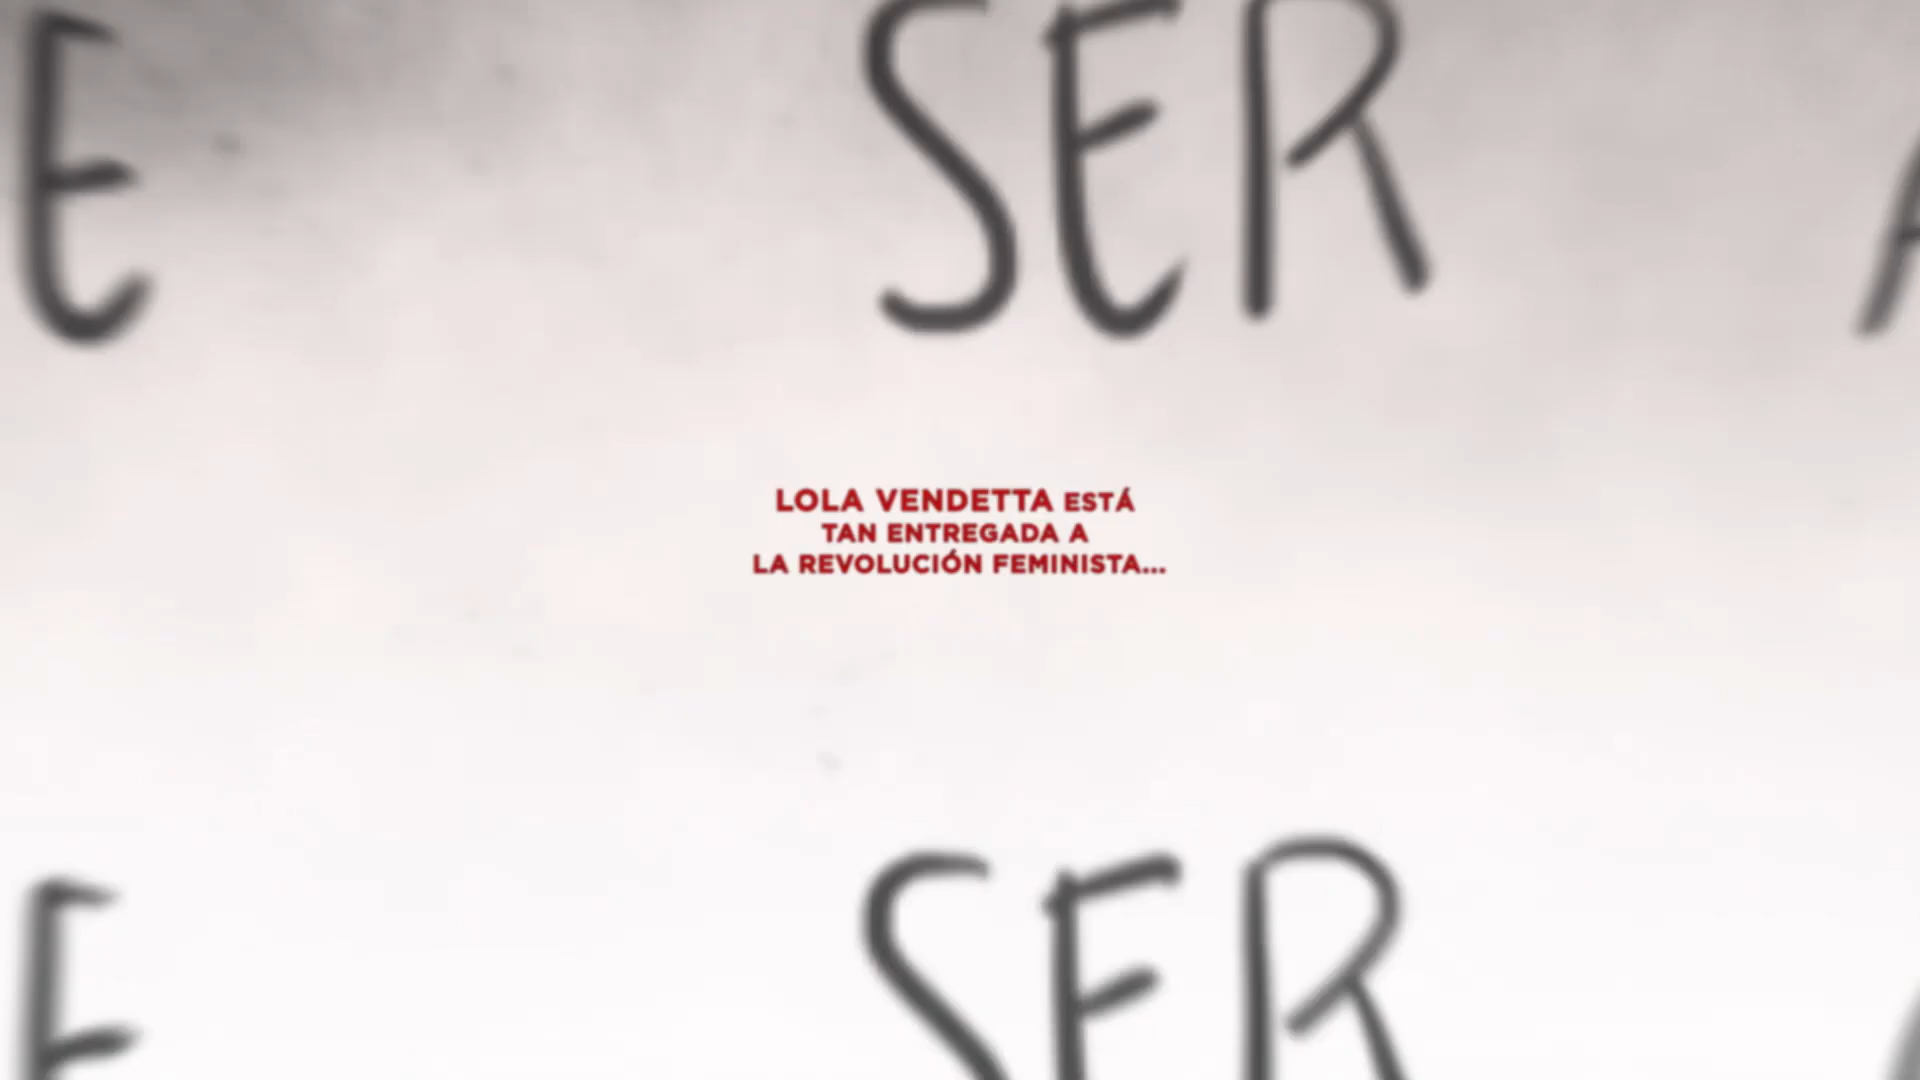 E SER A
LOLA VENDETTA ESTÁ
TAN ENTREGADA A
LA REVOLUCIÓN FEMINISTA...
E SER